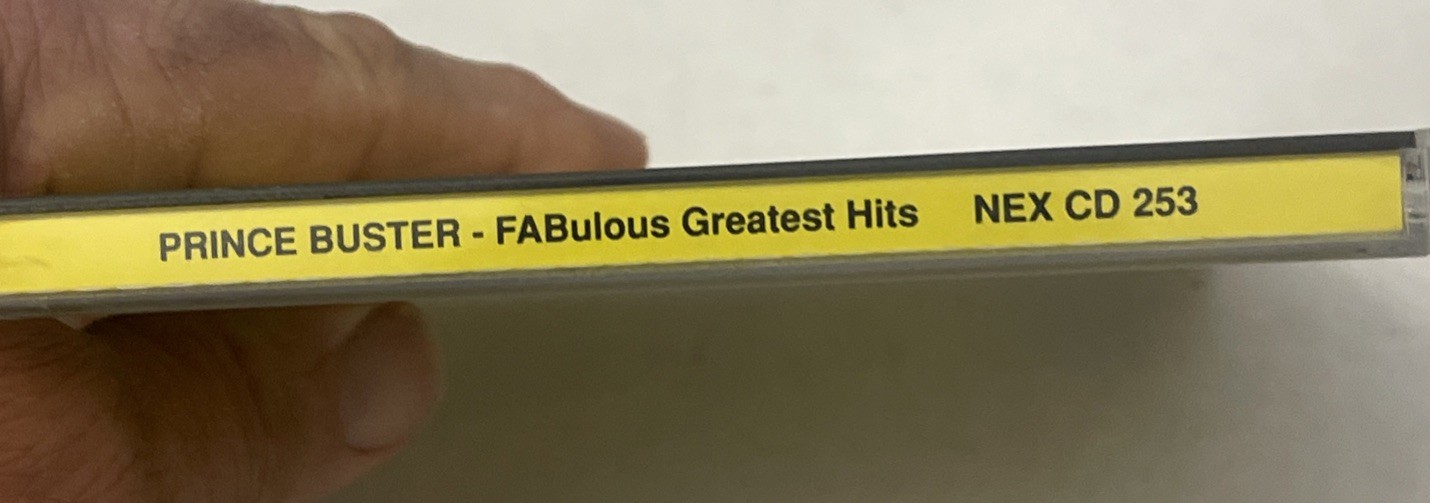 PRINCE BUSTER - FABulous Greatest Hits NEX CD 253